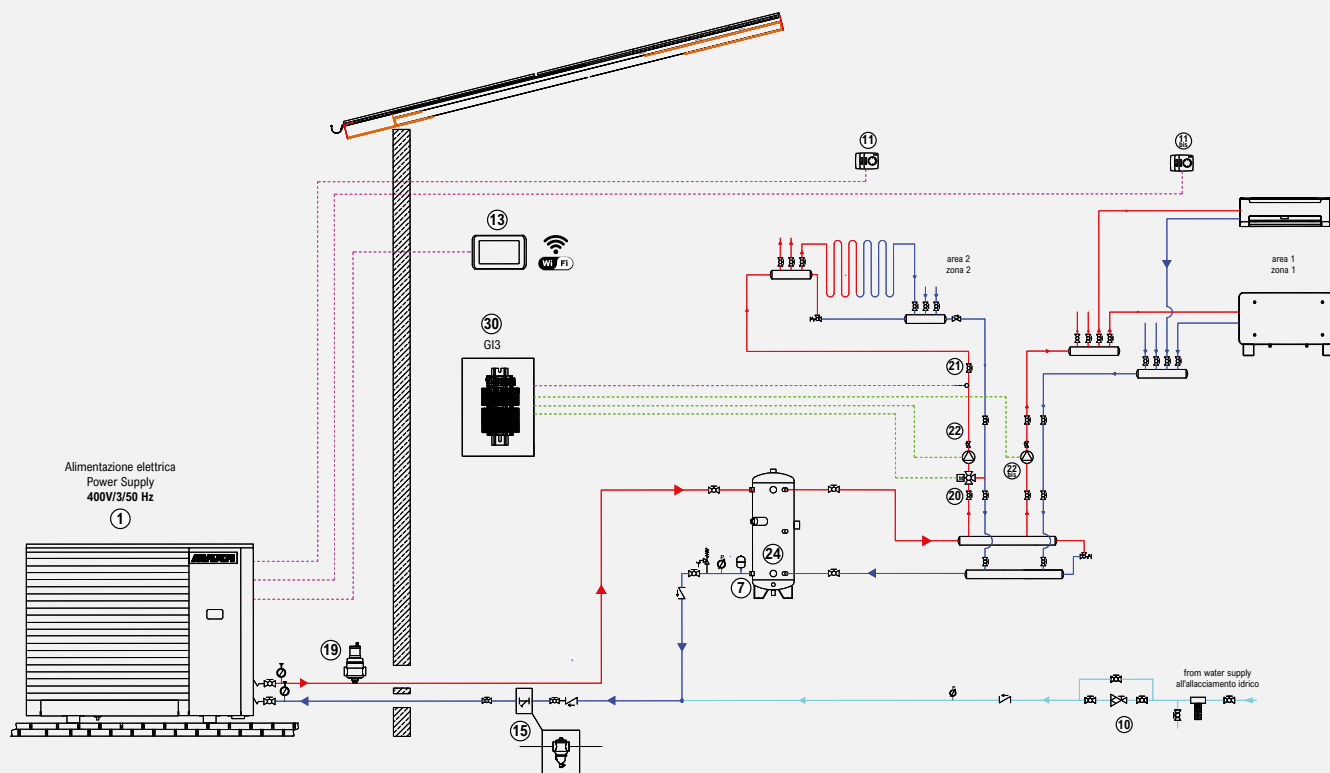 11
11
bis
13
Wi Fi
area 2
zona 2
area 1
zona 1
30
GI3
21
22
22
bis
20
Alimentazione elettrica
Power Supply
400V/3/50 Hz
1
24
7
19
from water supply
all'allacciamento idrico
15
10